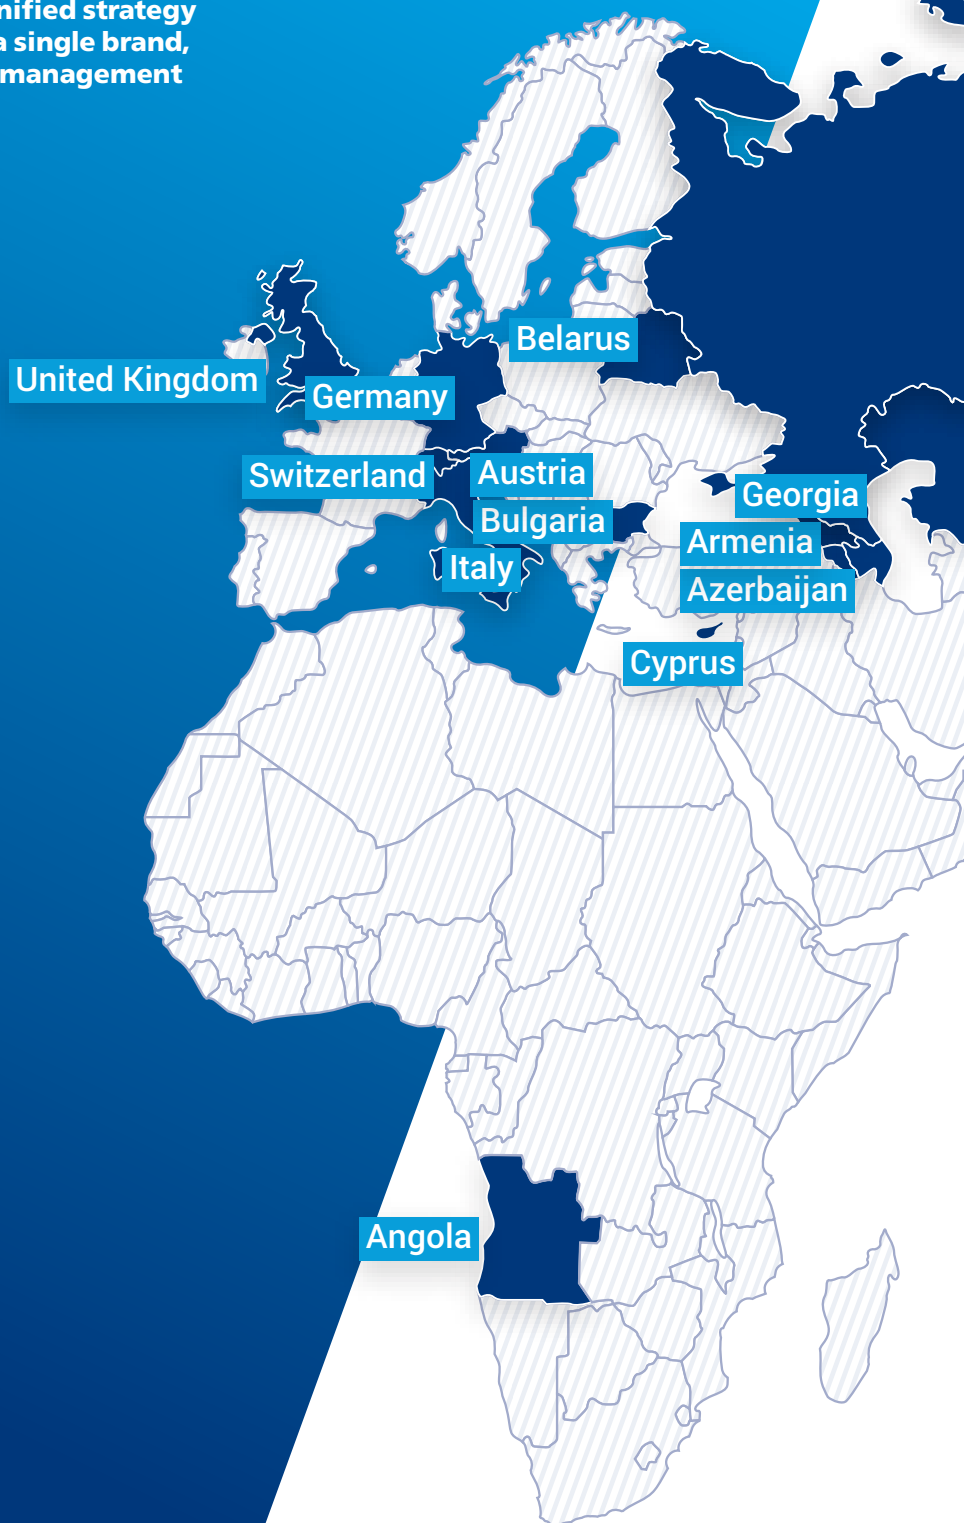 nified strategy
a single brand,
management
Belarus
United Kingdom
Germany
Switzerland
Austria
Georgia
Bulgaria
Armenia
Italy
Azerbaijan
Cyprus
Angola